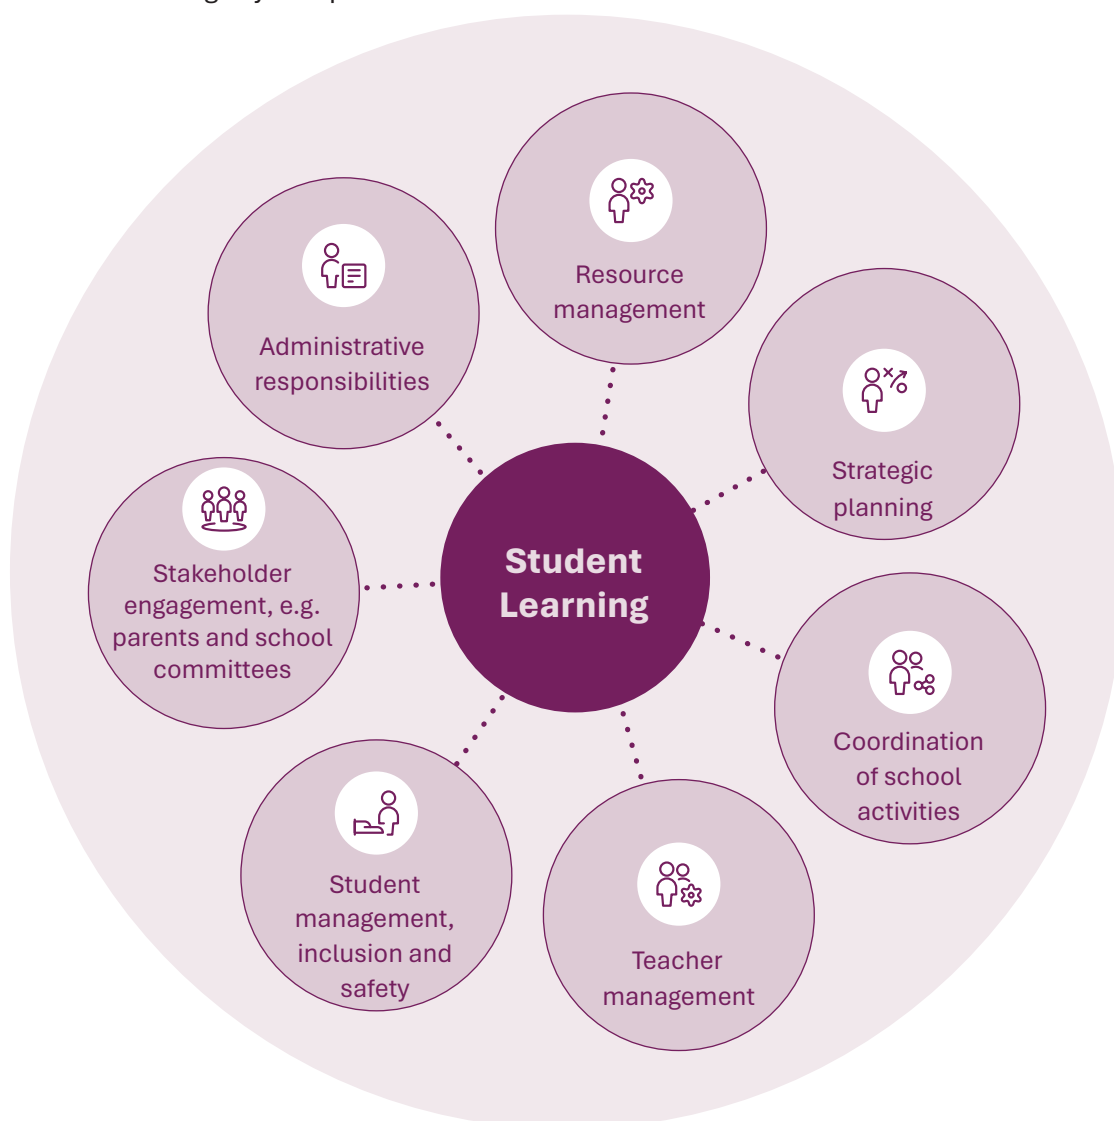 Resource
management
Administrative
responsibilities
Strategic
planning
Student
Learning
Stakeholder
engagement, e.g.
parents and school
committees
Coordination
of school
activities
Student
management,
inclusion and
safety
Teacher
management